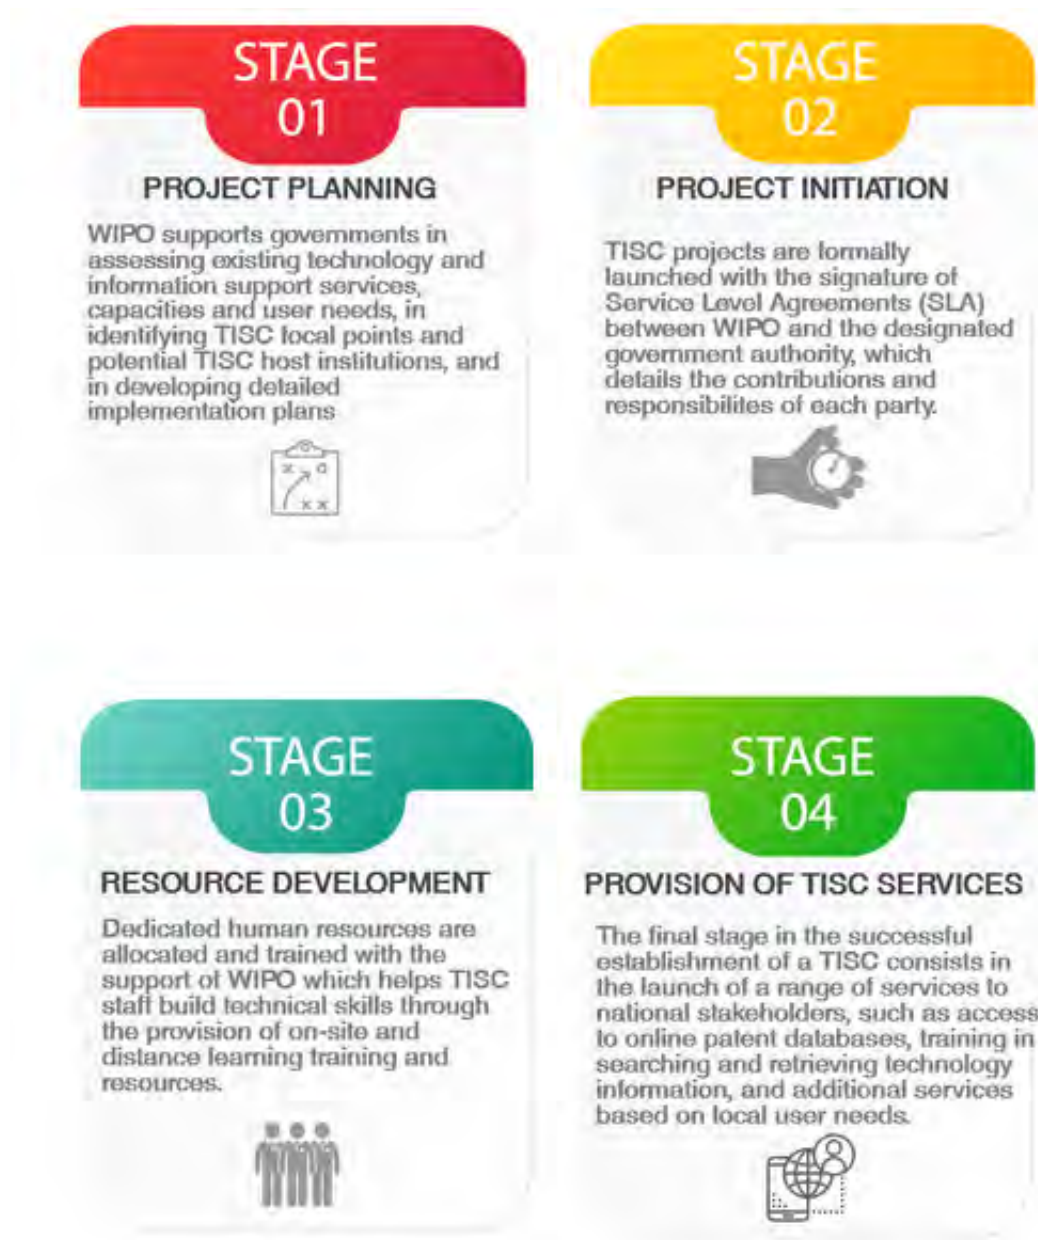 STAGE
01
PROJECT PLANNING
WIPO supports governments in
assessing existing technology and
information support services,
capacities and user needs, in
identifying TISC focal points and
potential TISC host institutions, and
in developing detailed
implementation plans
STAGE
02
PROJECT INITIATION
TISC projects are formally
launched with the signature of
Service Level Agreements (SLA)
between WIPO and the designated
government authority, which
details the contributions and
responsibilites of each party.
STAGE
03
RESOURCE DEVELOPMENT
Dedicated human resources are
allocated and trained with the
support of WIPO which helps TISC
staff build technical skills through
the provision of on-site and
distance learning training and
resources.
STAGE
04
PROVISION OF TISC SERVICES
The final stage in the successful
establishment of a TISC consists in
the launch of a range of services to
national stakeholders, such as access
to online patent databases, training in
searching and retrieving technology
information, and additional services
based on local user needs.